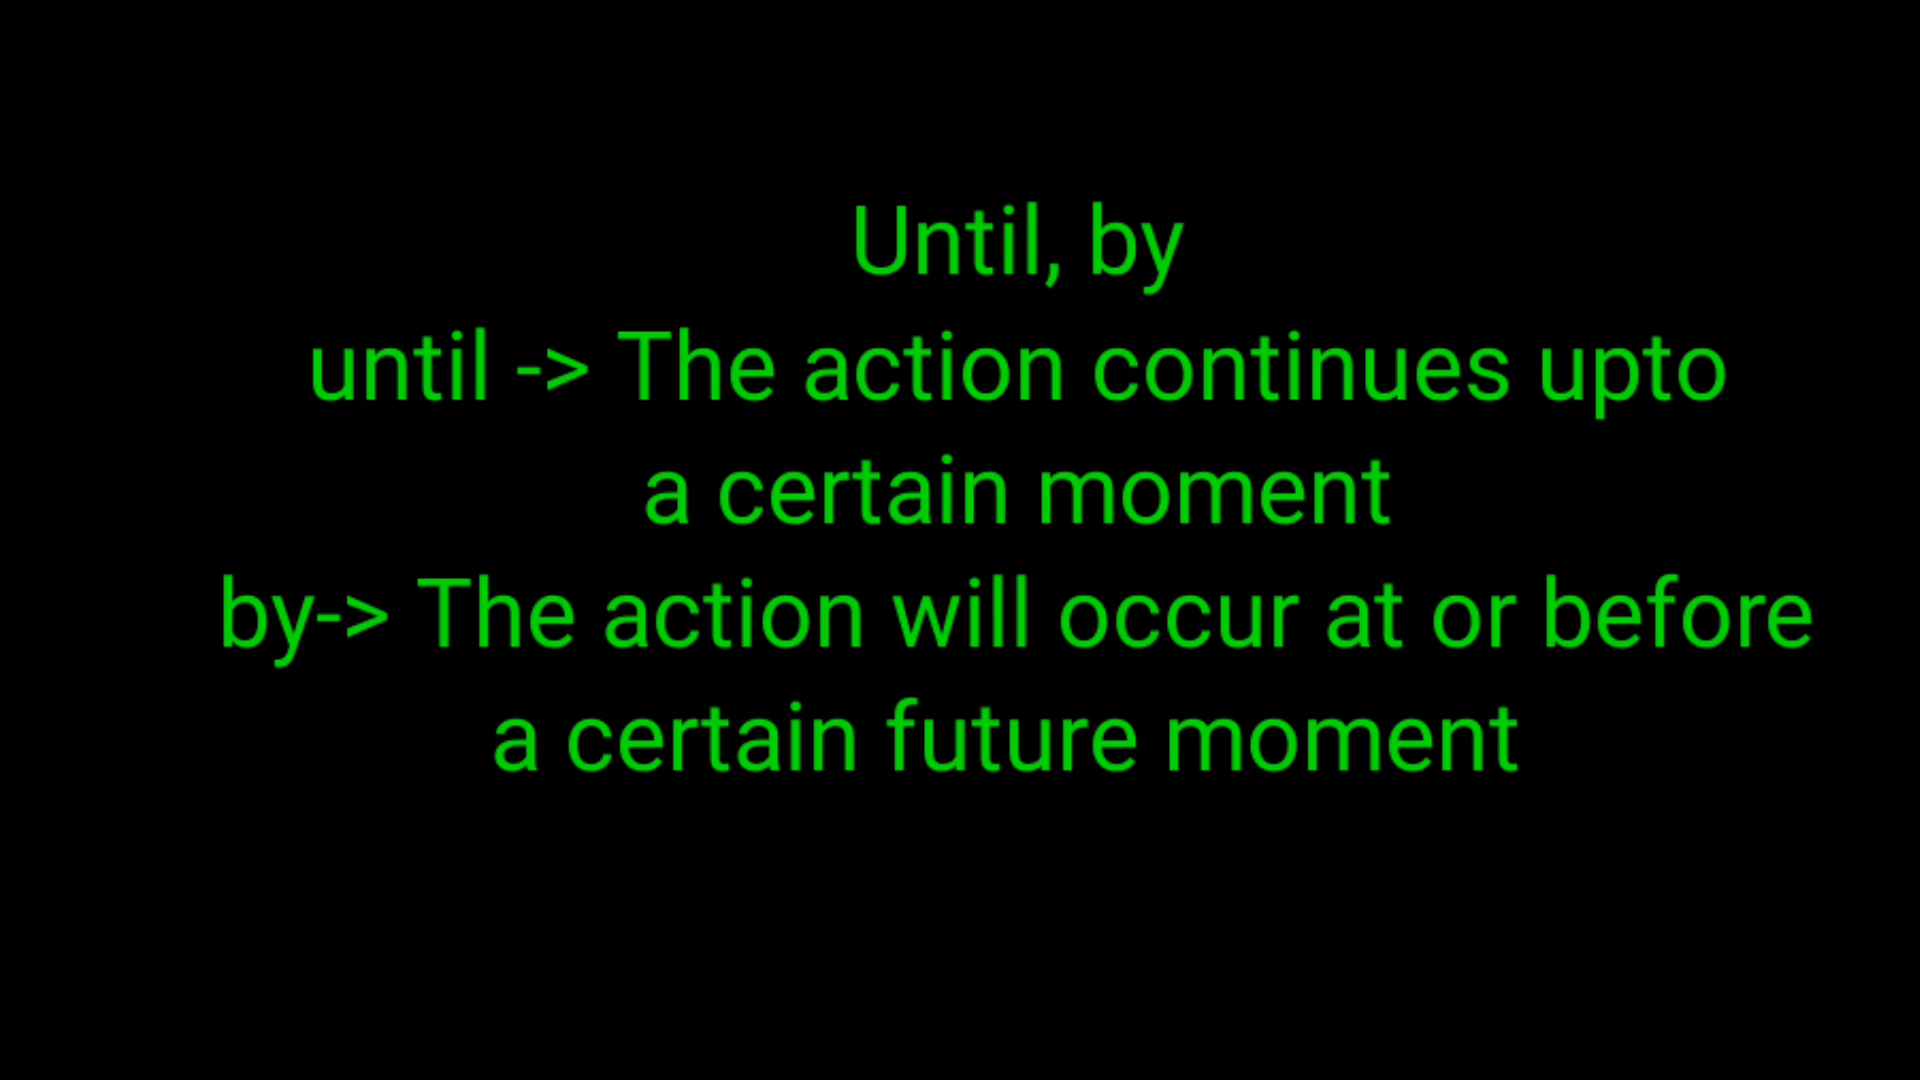 Until, by
until -> The action continues upto
a certain moment
by-> The action will occur at or before
a certain future moment